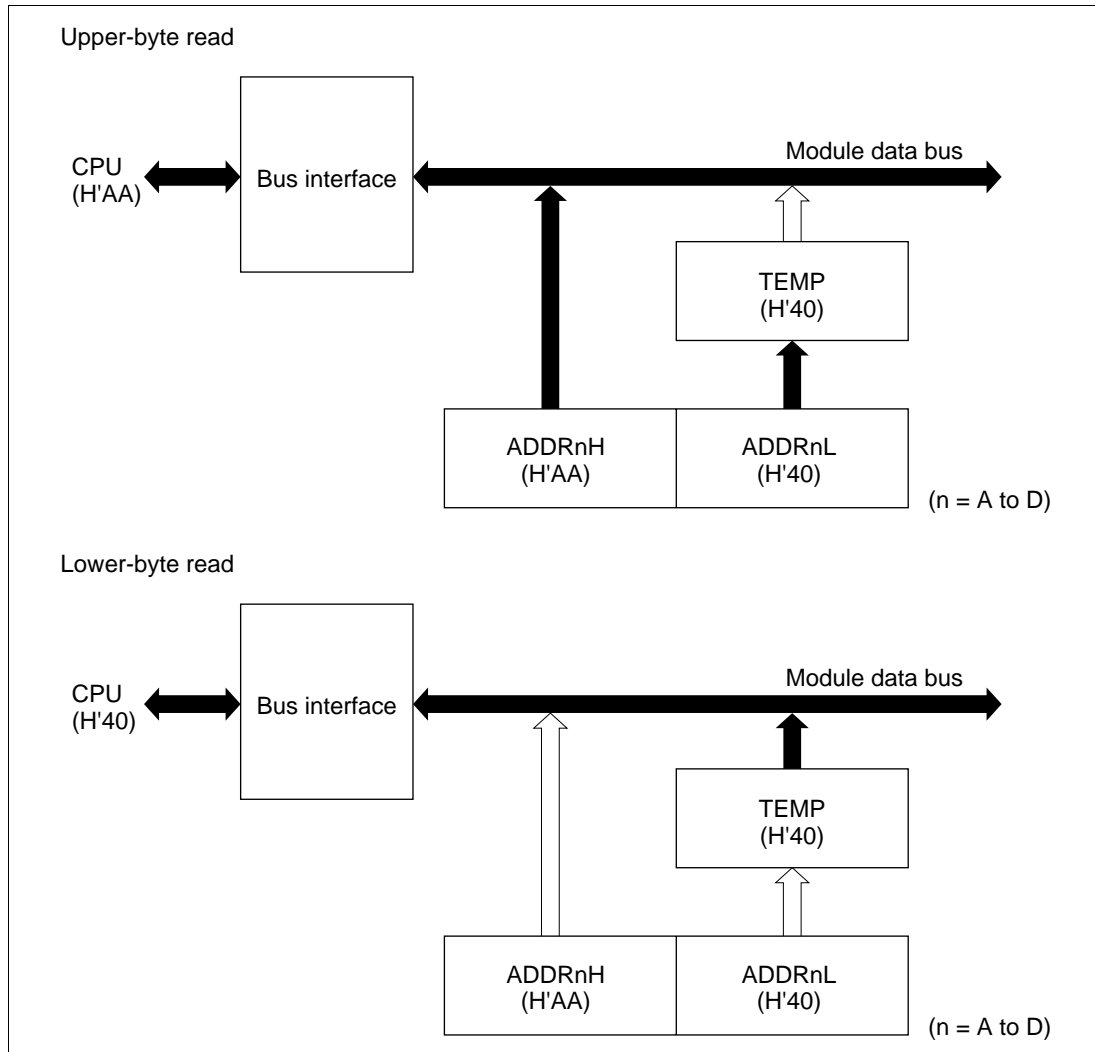 Upper-byte read
Module data bus
CPU
(H'AA)
Bus interface
TEMP
(H'40)
ADDRnH
(H'AA)
ADDRnL
(H'40)
(n = A to D)
Lower-byte read
Module data bus
CPU
(H'40)
Bus interface
TEMP
(H'40)
ADDRnH
(H'AA)
ADDRnL
(H'40)
(n = A to D)